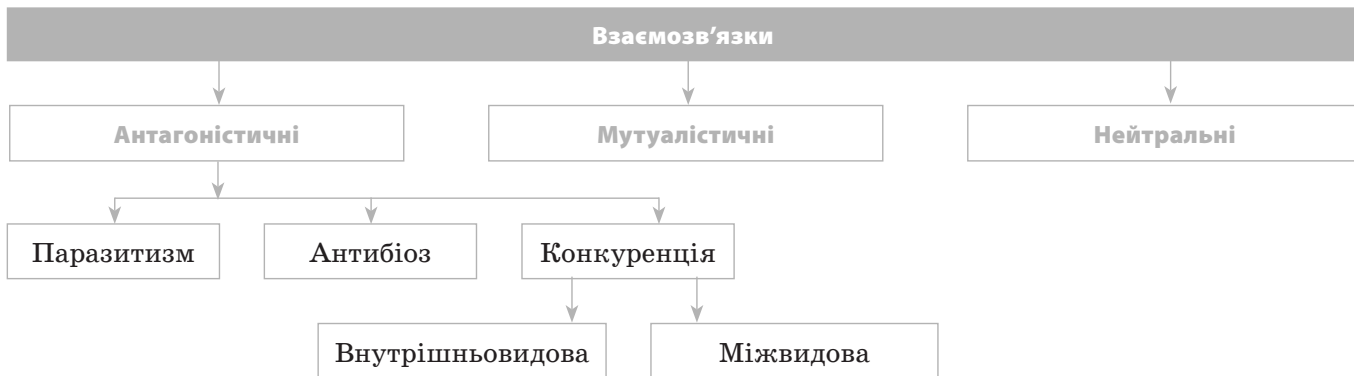 Взаємозв’язки
Антагоністичні
Мутуалістичні
Нейтральні
Паразитизм
Антибіоз
Конкуренція
Внутрішньовидова
Міжвидова